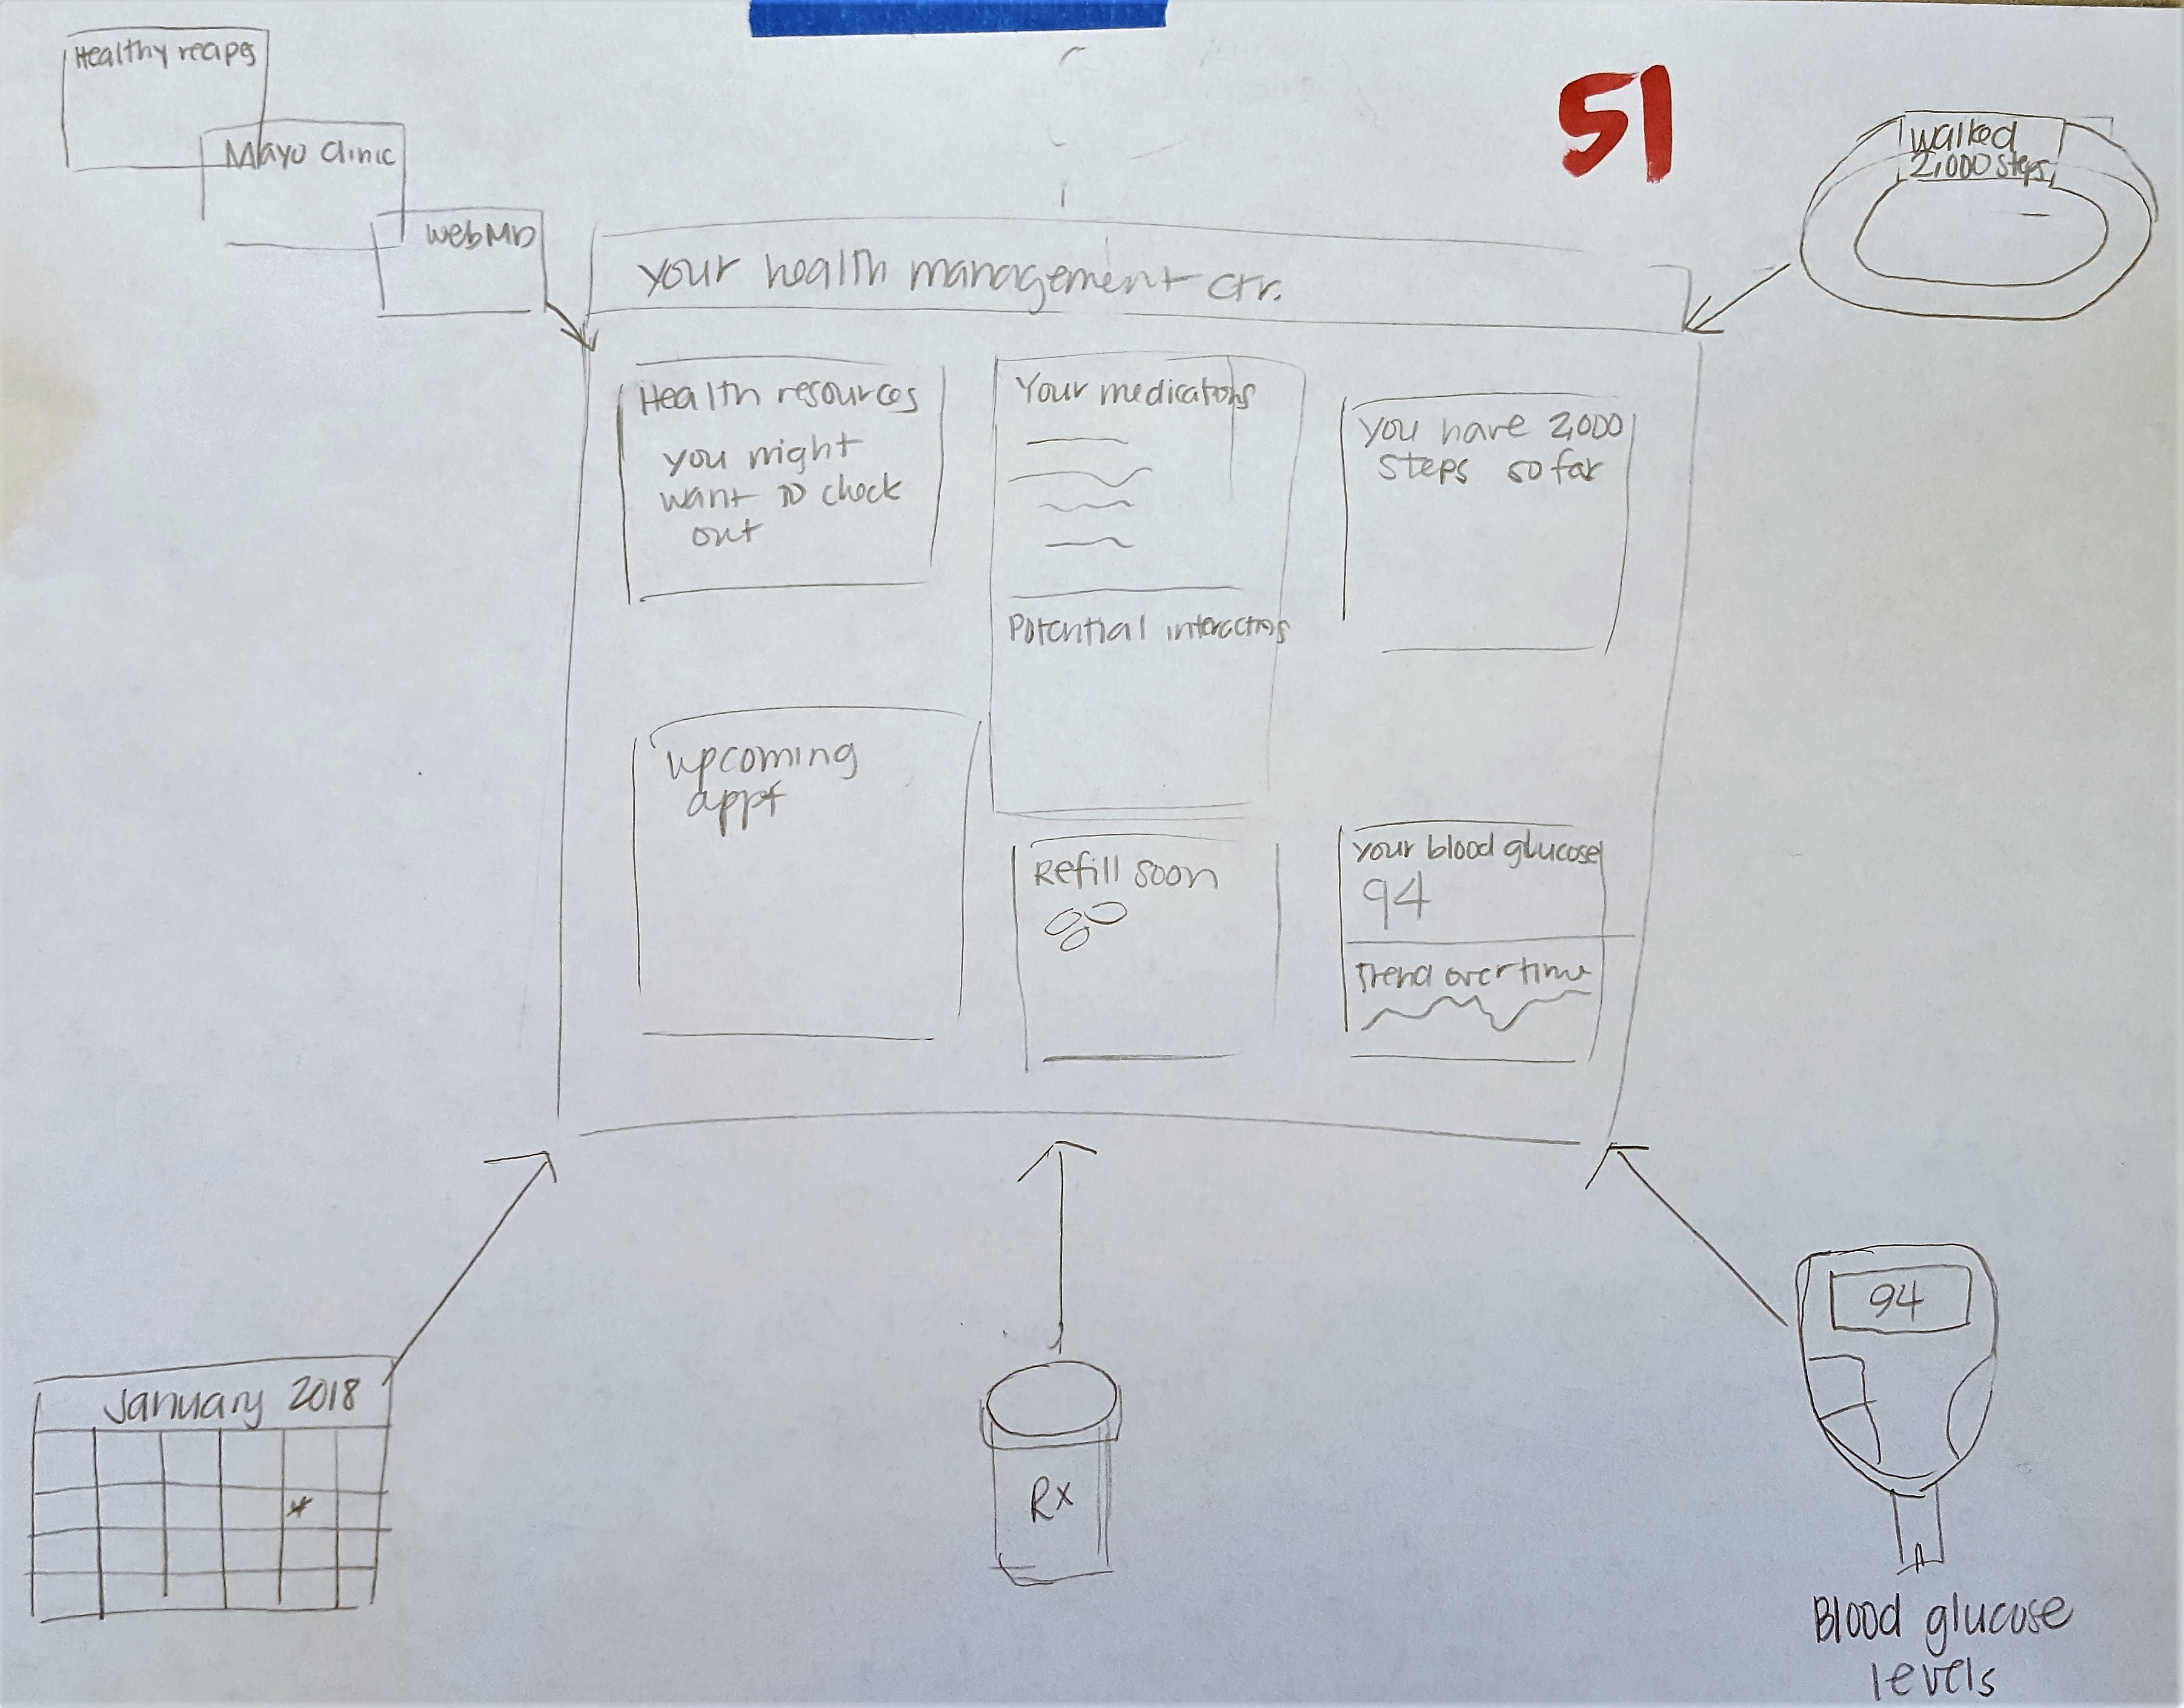 Healthy recipes
Mayo Clinic
WebMD
51
Walked
2,000 steps
Your health management ctr.
Health resources
you might
want to check
out
Your medications
Potential interactions
You have 2,000
steps so far
Upcoming
appt
Refill soon
Your blood glucose
94
Trend over time
January 2018
*
Rx
94
Blood glucose
levels